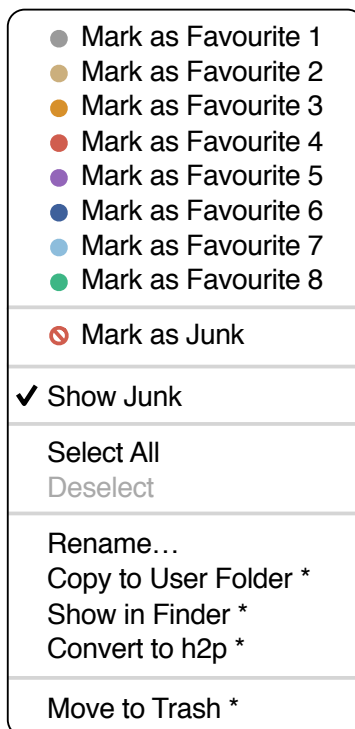 Mark as Favourite 1
Mark as Favourite 2
Mark as Favourite 3
Mark as Favourite 4
Mark as Favourite 5
Mark as Favourite 6
Mark as Favourite 7
Mark as Favourite 8
Mark as Junk
Show Junk
Select All
Deselect
Rename…
Copy to User Folder *
Show in Finder *
Convert to h2p *
Move to Trash *